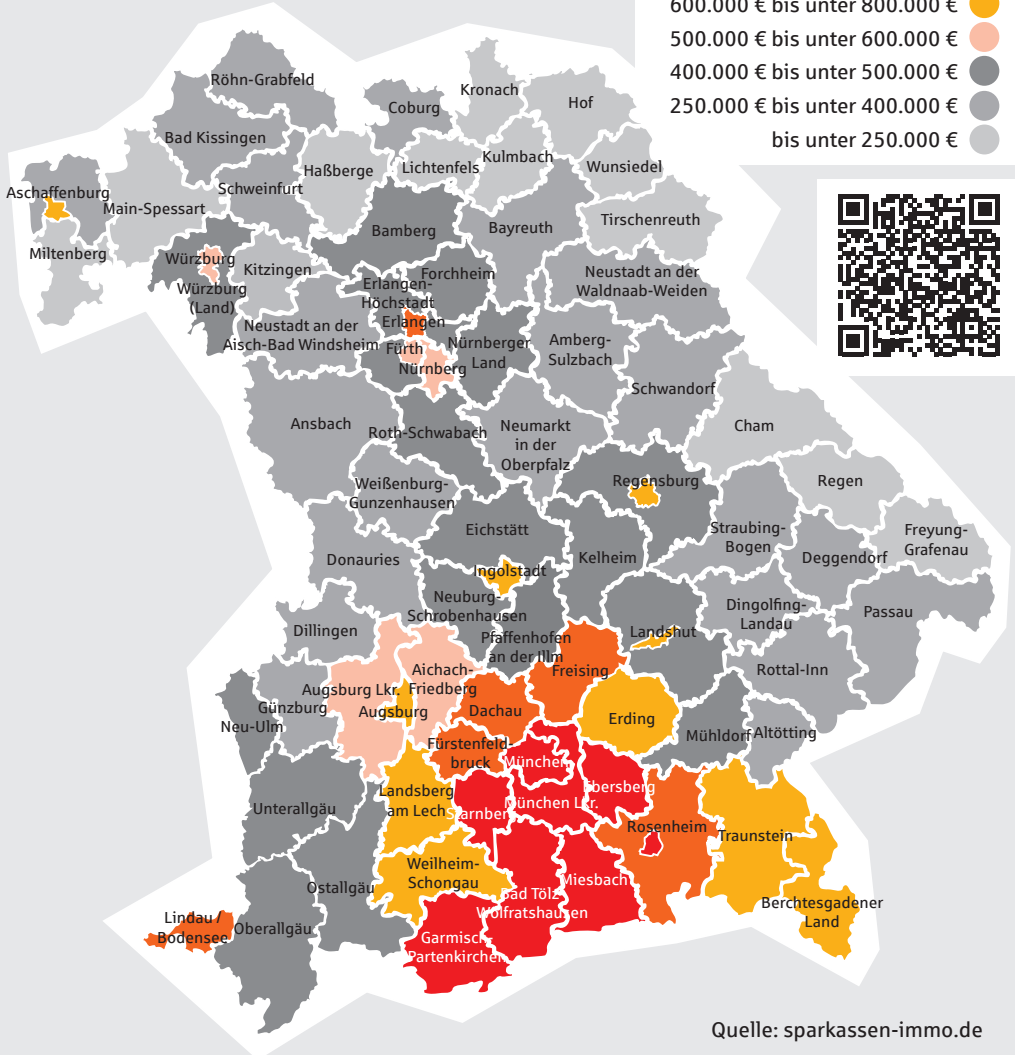 600.000 € bis unter 800.000 €
500.000 € bis unter 600.000 €
400.000 € bis unter 500.000 €
250.000 € bis unter 400.000 €
bis unter 250.000 €
Röhn-Grabfeld
Coburg
Kronach
Hof
Bad Kissingen
Haßberge
Lichtenfels
Kulmbach
Wunsiedel
Aschaffenburg
Main-Spessart
Schweinfurt
Bamberg
Bayreuth
Tirschenreuth
Miltenberg
Würzburg
Würzburg
(Land)
Kitzingen
Erlangen-
Höchstadt
Forchheim
Neustadt an der
Waldnaab-Weiden
Erlangen
Neustadt an der
Aisch-Bad Windsheim
Fürth
Nürnberg
Nürnberger
Land
Amberg-
Sulzbach
Schwandorf
Ansbach
Roth-Schwabach
Neumarkt
in der
Oberpfalz
Cham
Weißenburg-
Gunzenhausen
Regensburg
Regen
Eichstätt
Kelheim
Straubing-
Bogen
Deggendorf
Freyung-
Grafenau
Donauries
Ingolstadt
Neuburg-
Schrobenhausen
Dillingen
Pfaffenhofen
an der Illm
Landshut
Dingolfing-
Landau
Passau
Rottal-Inn
Neu-Ulm
Günzburg
Augsburg Lkr.
Augsburg
Aichach-
Friedberg
Dachau
Freising
Erding
Mühldorf
Altötting
Fürstenfeld-
bruck
München
Ebersberg
Unterallgäu
Landsberg
am Lech
Starnberg
München Lkr.
Rosenheim
Traunstein
Ostallgäu
Weilheim-
Schongau
Bad Tölz-
Wolfratshausen
Miesbach
Berchtesgadener
Land
Lindau /
Bodensee
Oberallgäu
Garmisch-
Partenkirchen
Quelle: sparkassen-immo.de